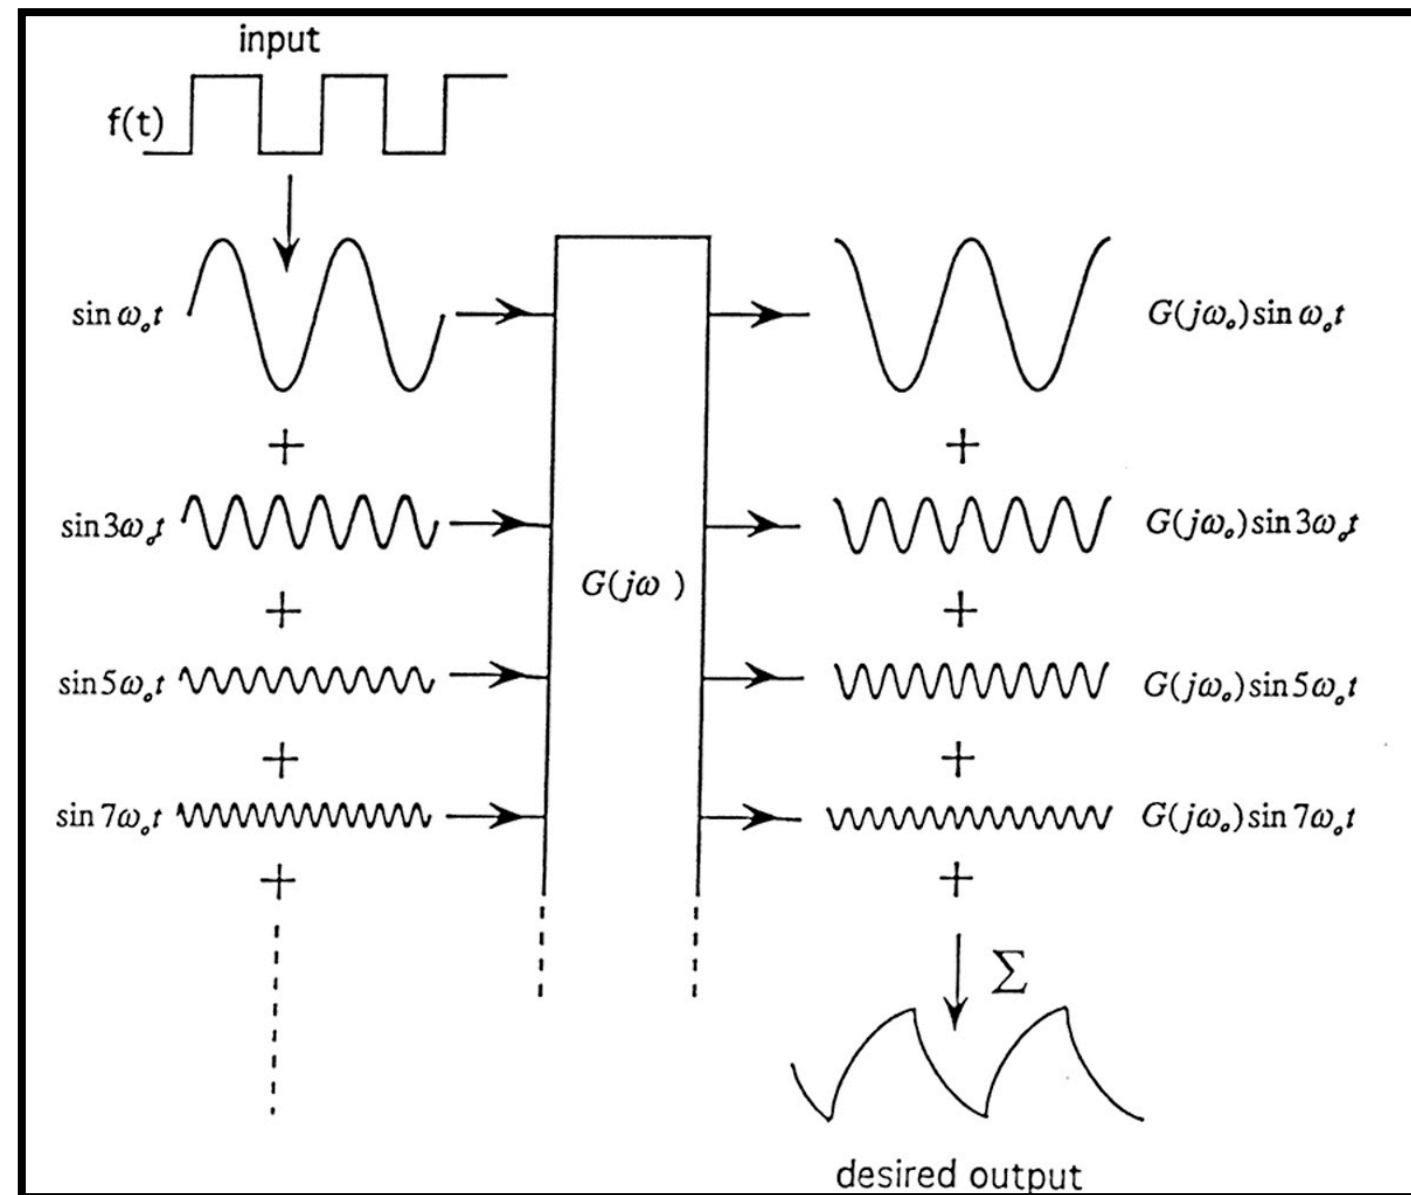 input
f(t)
sin ω₀t
G(jω₀) sin ω₀t
+
+
sin 3ω₀t
G(jω₀) sin 3ω₀t
G(jω )
+
+
sin 5ω₀t
G(jω₀) sin 5ω₀t
+
+
sin 7ω₀t
G(jω₀) sin 7ω₀t
+
+
Σ
desired output